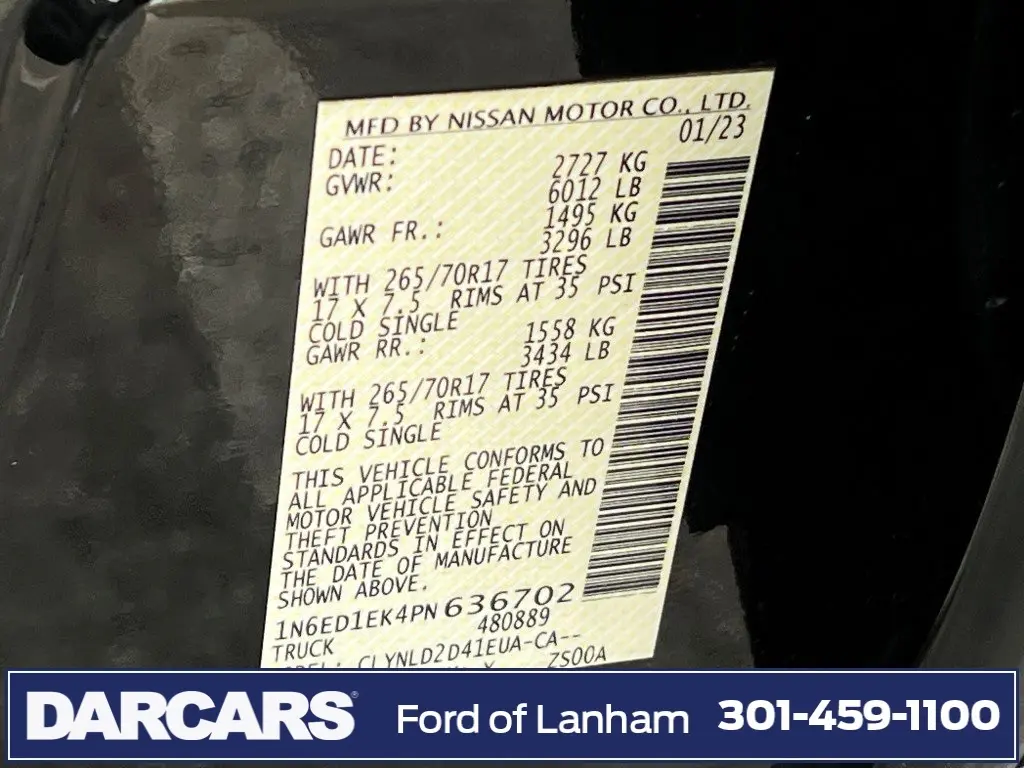 MFD BY NISSAN MOTOR CO., LTD.
DATE: 01/23
GVWR: 2727 KG
6012 LB
GAWR FR.: 1495 KG
3296 LB
WITH 265/70R17 TIRES
17 X 7.5 RIMS AT 35 PSI
COLD SINGLE
GAWR RR.: 1558 KG
3434 LB
WITH 265/70R17 TIRES
17 X 7.5 RIMS AT 35 PSI
COLD SINGLE
THIS VEHICLE CONFORMS TO
ALL APPLICABLE FEDERAL
MOTOR VEHICLE SAFETY AND
THEFT PREVENTION
STANDARDS IN EFFECT ON
THE DATE OF MANUFACTURE
SHOWN ABOVE.
1N6ED1EK4PN636702
TRUCK 480889
CLYNLD2D41EUA-CA--
ZS00A
DARCARS® Ford of Lanham 301-459-1100